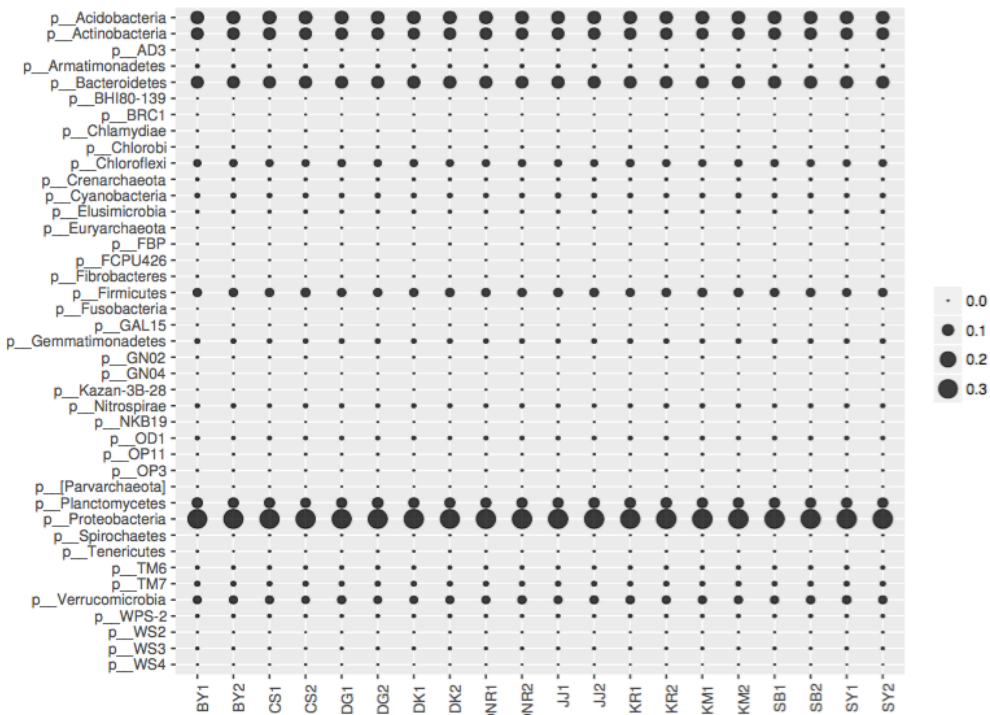 p__Acidobacteria
p__Actinobacteria
p__AD3
p__Armatimonadetes
p__Bacteroidetes
p__BHI80-139
p__BRC1
p__Chlamydiae
p__Chlorobi
p__Chloroflexi
p__Crenarchaeota
p__Cyanobacteria
p__Elusimicrobia
p__Euryarchaeota
p__FBP
p__FCPU426
p__Fibrobacteres
p__Firmicutes
p__Fusobacteria
p__GAL15
p__Gemmatimonadetes
p__GN02
p__GN04
p__Kazan-3B-28
p__Nitrospirae
p__NKB19
p__OD1
p__OP11
p__OP3
p__[Parvarchaeota]
p__Planctomycetes
p__Proteobacteria
p__Spirochaetes
p__Tenericutes
p__TM6
p__TM7
p__Verrucomicrobia
p__WPS-2
p__WS2
p__WS3
p__WS4
BY1
BY2
CS1
CS2
DG1
DG2
DK1
DK2
JJ1
JJ2
KR1
KR2
KM1
KM2
SB1
SB2
SY1
SY2
0.0
0.1
0.2
0.3